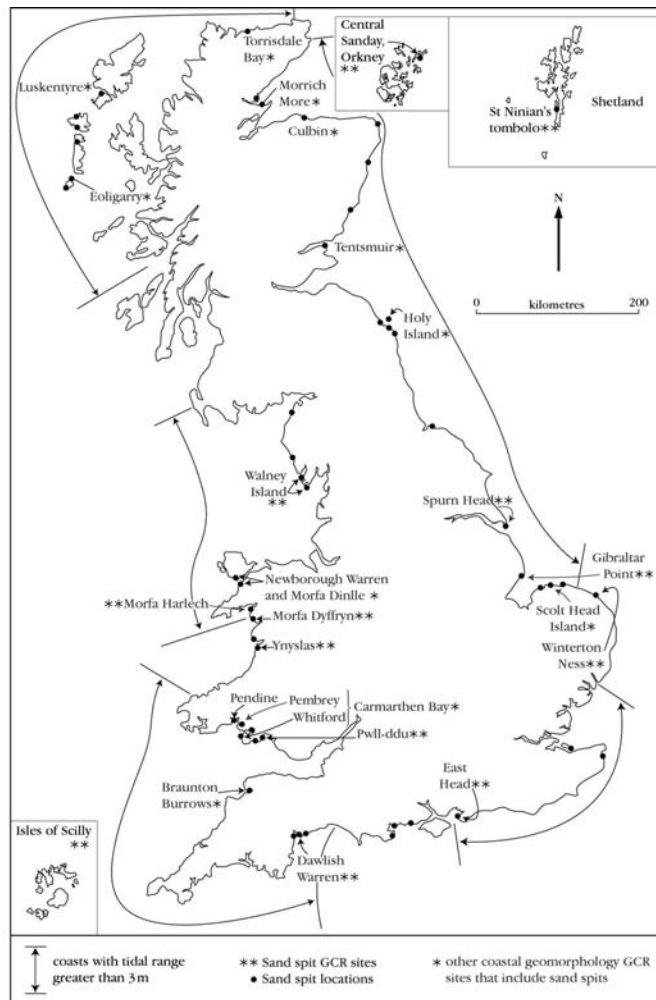 Torrisdale
Bay*
Central
Sanday,
Orkney
**
St Ninian's
tombolo**
Shetland
Luskentyre*
Morrich
More*
Culbin*
Eoligarry*
Tentsmuir*
N
0 kilometres 200
Holy
Island*
Walney
Island
**
Spurn Head**
Gibraltar
Point**
Newborough Warren
and Morfa Dinlle *
**Morfa Harlech
Morfa Dyffryn**
Scolt Head
Island*
Ynyslas**
Winterton
Ness**
Pendine
Pembrey
Whitford
Carmarthen Bay*
Pwll-ddu**
Braunton
Burrows*
East
Head**
Isles of Scilly
**
Dawlish
Warren**
coasts with tidal range
greater than 3m
** Sand spit GCR sites
● Sand spit locations
* other coastal geomorphology GCR
sites that include sand spits